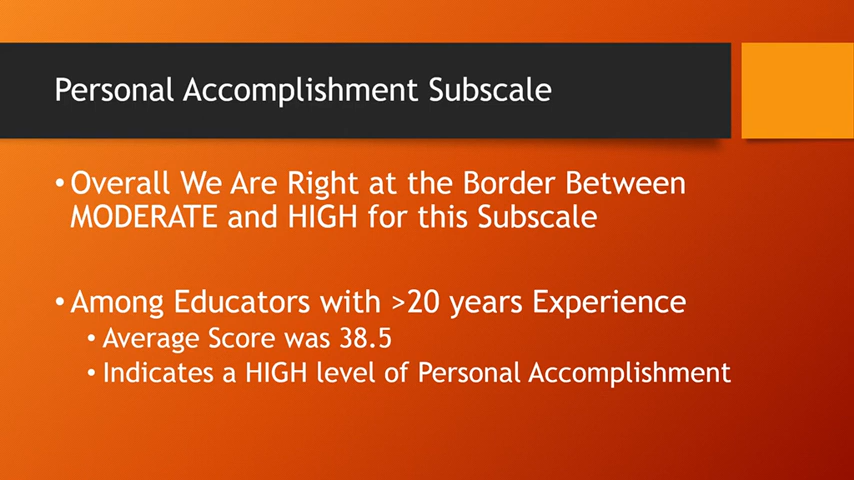 Personal Accomplishment Subscale
•Overall We Are Right at the Border Between
MODERATE and HIGH for this Subscale
•Among Educators with >20 years Experience
•Average Score was 38.5
•Indicates a HIGH level of Personal Accomplishment